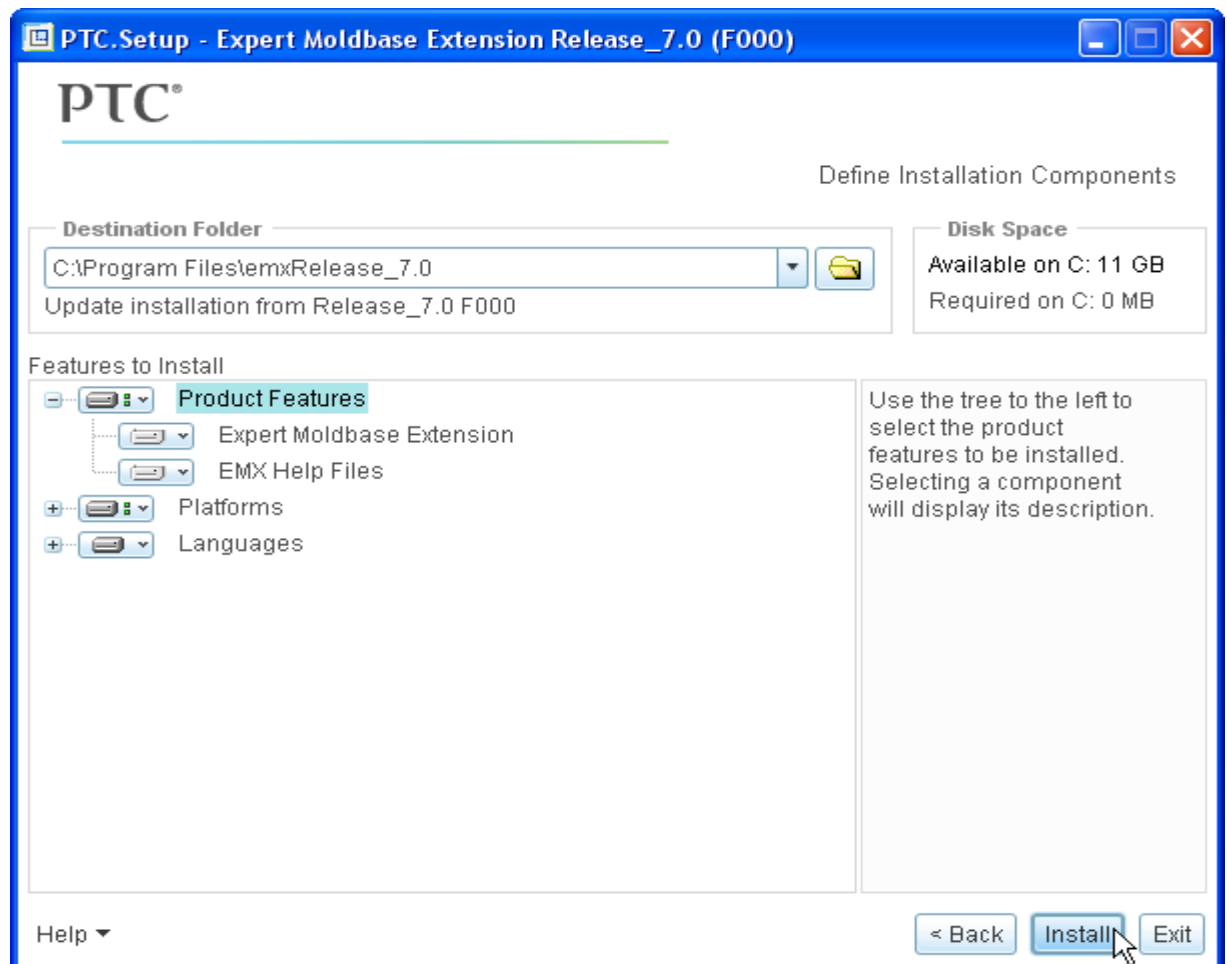 PTC.Setup - Expert Moldbase Extension Release_7.0 (F000)
PTC®
Define Installation Components
Destination Folder
C:\Program Files\emxRelease_7.0
Update installation from Release_7.0 F000
Disk Space
Available on C: 11 GB
Required on C: 0 MB
Features to Install
Product Features
Expert Moldbase Extension
EMX Help Files
Platforms
Languages
Use the tree to the left to
select the product
features to be installed.
Selecting a component
will display its description.
Help
< Back
Install
Exit